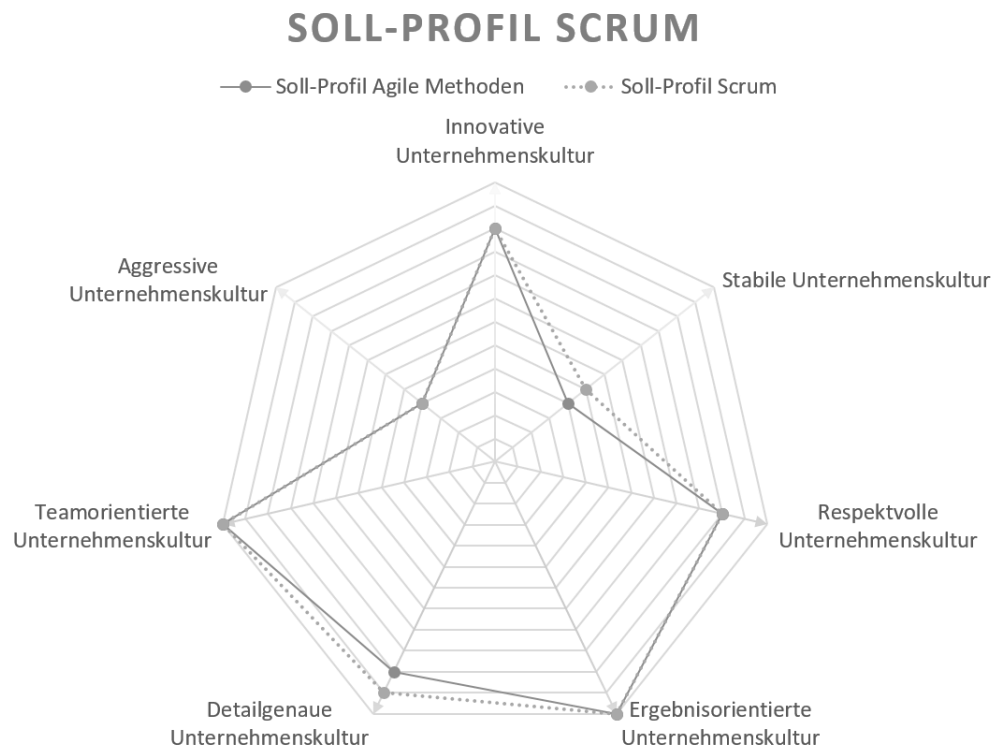 SOLL-PROFIL SCRUM
Soll-Profil Agile Methoden
Soll-Profil Scrum
Innovative
Unternehmenskultur
Aggressive
Unternehmenskultur
Stabile Unternehmenskultur
Teamorientierte
Unternehmenskultur
Respektvolle
Unternehmenskultur
Detailgenaue
Unternehmenskultur
Ergebnisorientierte
Unternehmenskultur